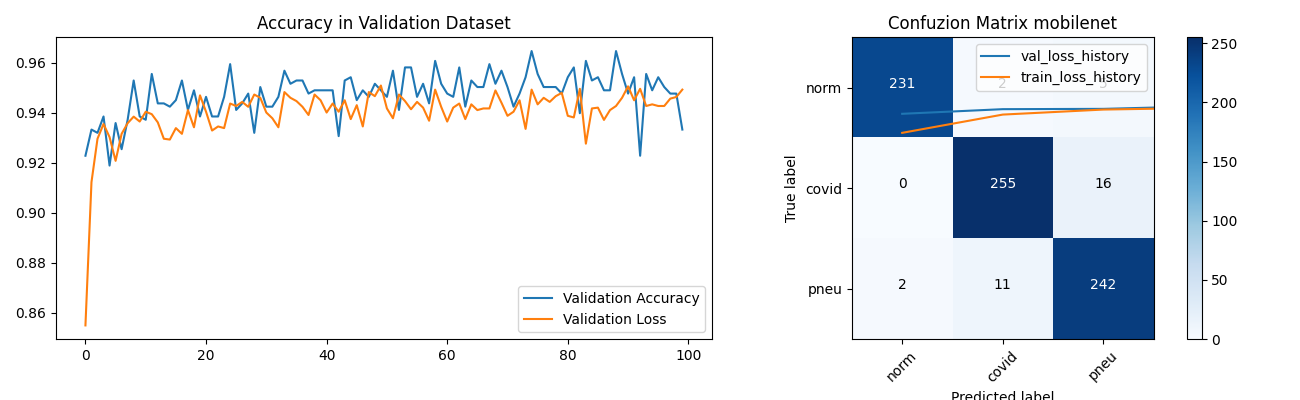 Accuracy in Validation Dataset
0.96
0.94
0.92
0.90
0.88
0.86
0
20
40
60
80
100
Validation Accuracy
Validation Loss
Confuzion Matrix mobilenet
val_loss_history
train_loss_history
True label
norm
covid
pneu
231
2
0
255
16
2
11
242
norm
covid
pneu
Predicted label
250
200
150
100
50
0